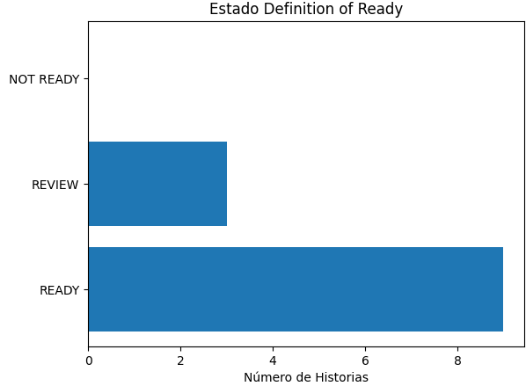 Estado Definition of Ready
NOT READY
REVIEW
READY
0 2 4 6 8
Número de Historias